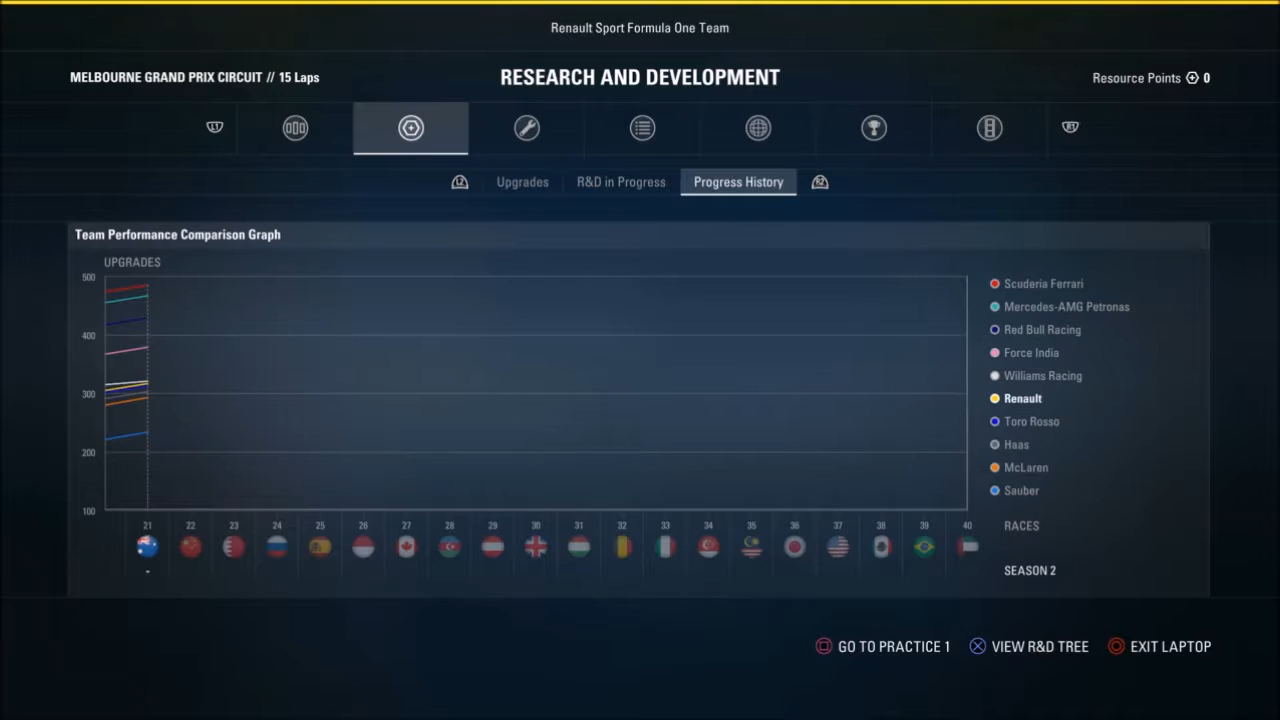 Renault Sport Formula One Team
MELBOURNE GRAND PRIX CIRCUIT // 15 Laps
RESEARCH AND DEVELOPMENT
Resource Points 0
L1
R1
L2 Upgrades R&D in Progress Progress History R2
Team Performance Comparison Graph
UPGRADES
500
400
300
200
100
Scuderia Ferrari
Mercedes-AMG Petronas
Red Bull Racing
Force India
Williams Racing
Renault
Toro Rosso
Haas
McLaren
Sauber
21 22 23 24 25 26 27 28 29 30 31 32 33 34 35 36 37 38 39 40 RACES
-
SEASON 2
GO TO PRACTICE 1 VIEW R&D TREE EXIT LAPTOP